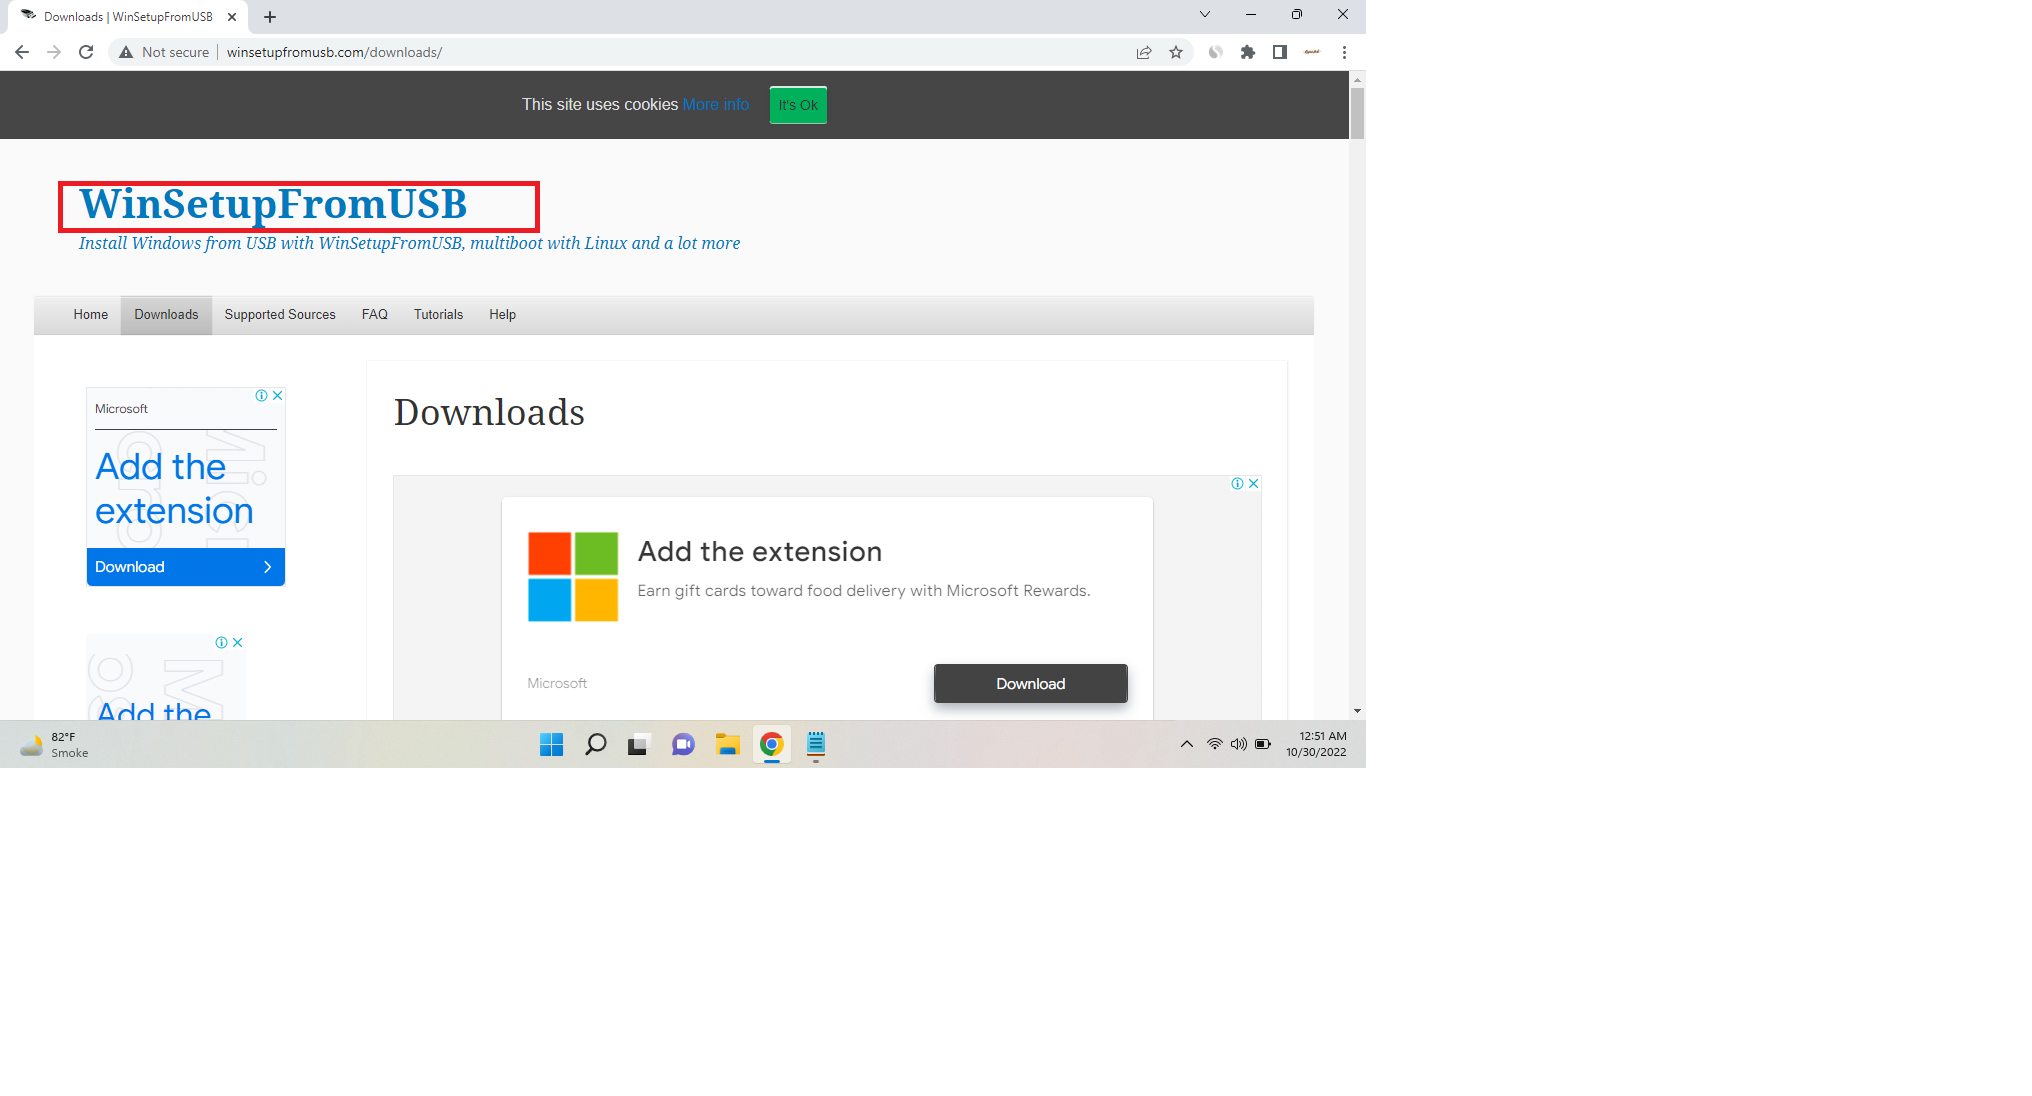 Downloads | WinSetupFromUSB
Not secure
winsetupfromusb.com/downloads/
This site uses cookies More info
It's Ok
WinSetupFromUSB
Install Windows from USB with WinSetupFromUSB, multiboot with Linux and a lot more
Home Downloads Supported Sources FAQ Tutorials Help
Microsoft
Add the
extension
Download
Downloads
Add the extension
Earn gift cards toward food delivery with Microsoft Rewards.
Microsoft
Download
Add the
82°F
Smoke
12:51 AM
10/30/2022